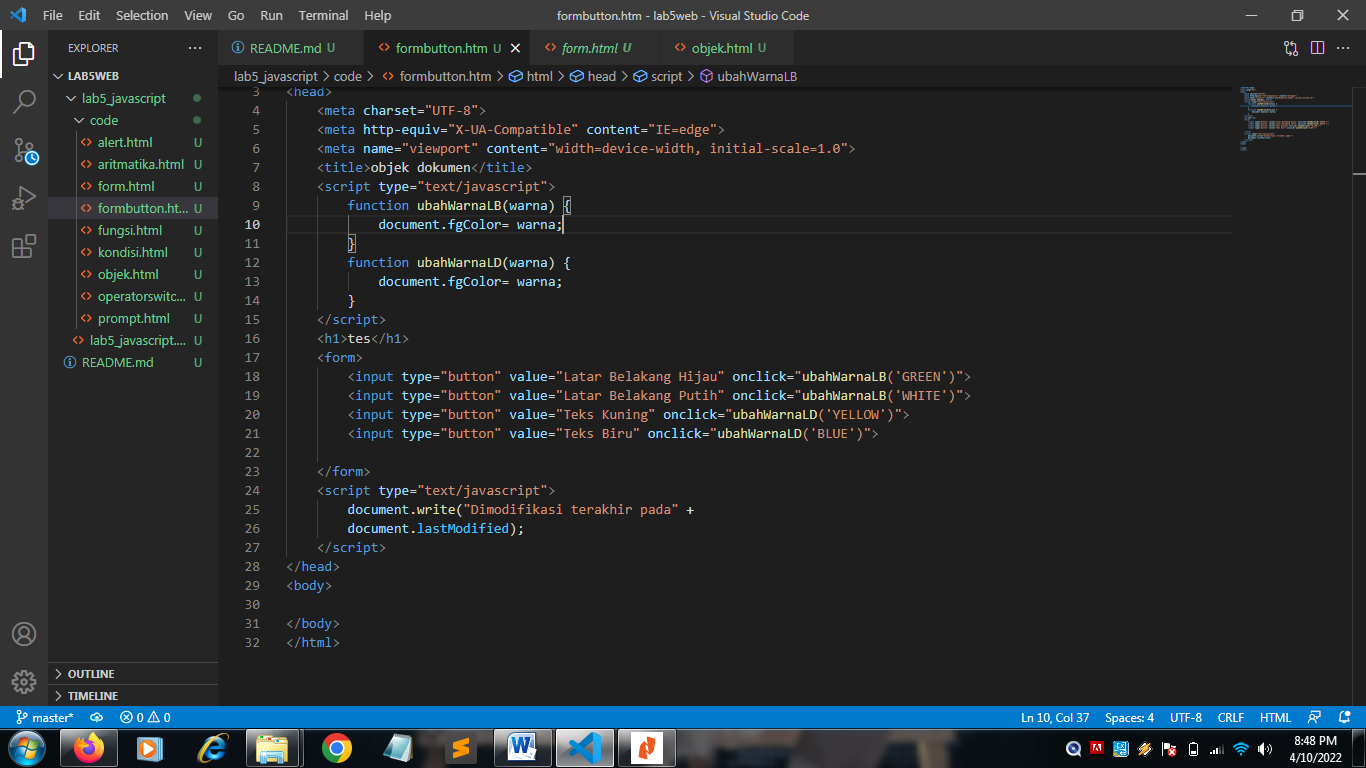 File Edit Selection View Go Run Terminal Help formbutton.htm - lab5web - Visual Studio Code
EXPLORER
LAB5WEB
lab5_javascript
code
alert.html U
aritmatika.html U
form.html U
formbutton.ht... U
fungsi.html U
kondisi.html U
objek.html U
operatorswitc... U
prompt.html U
lab5_javascript.... U
README.md U
OUTLINE
TIMELINE
README.md U formbutton.htm U form.html U objek.html U
lab5_javascript > code > formbutton.htm > html > head > script > ubahWarnaLB
3 <head>
4 <meta charset="UTF-8">
5 <meta http-equiv="X-UA-Compatible" content="IE=edge">
6 <meta name="viewport" content="width=device-width, initial-scale=1.0">
7 <title>objek dokumen</title>
8 <script type="text/javascript">
9 function ubahWarnaLB(warna) {
10 document.fgColor= warna;
11 }
12 function ubahWarnaLD(warna) {
13 document.fgColor= warna;
14 }
15 </script>
16 <h1>tes</h1>
17 <form>
18 <input type="button" value="Latar Belakang Hijau" onclick="ubahWarnaLB('GREEN')">
19 <input type="button" value="Latar Belakang Putih" onclick="ubahWarnaLB('WHITE')">
20 <input type="button" value="Teks Kuning" onclick="ubahWarnaLD('YELLOW')">
21 <input type="button" value="Teks Biru" onclick="ubahWarnaLD('BLUE')">
22
23 </form>
24 <script type="text/javascript">
25 document.write("Dimodifikasi terakhir pada" +
26 document.lastModified);
27 </script>
28 </head>
29 <body>
30
31 </body>
32 </html>
master* 0 0 Ln 10, Col 37 Spaces: 4 UTF-8 CRLF HTML
8:48 PM
4/10/2022